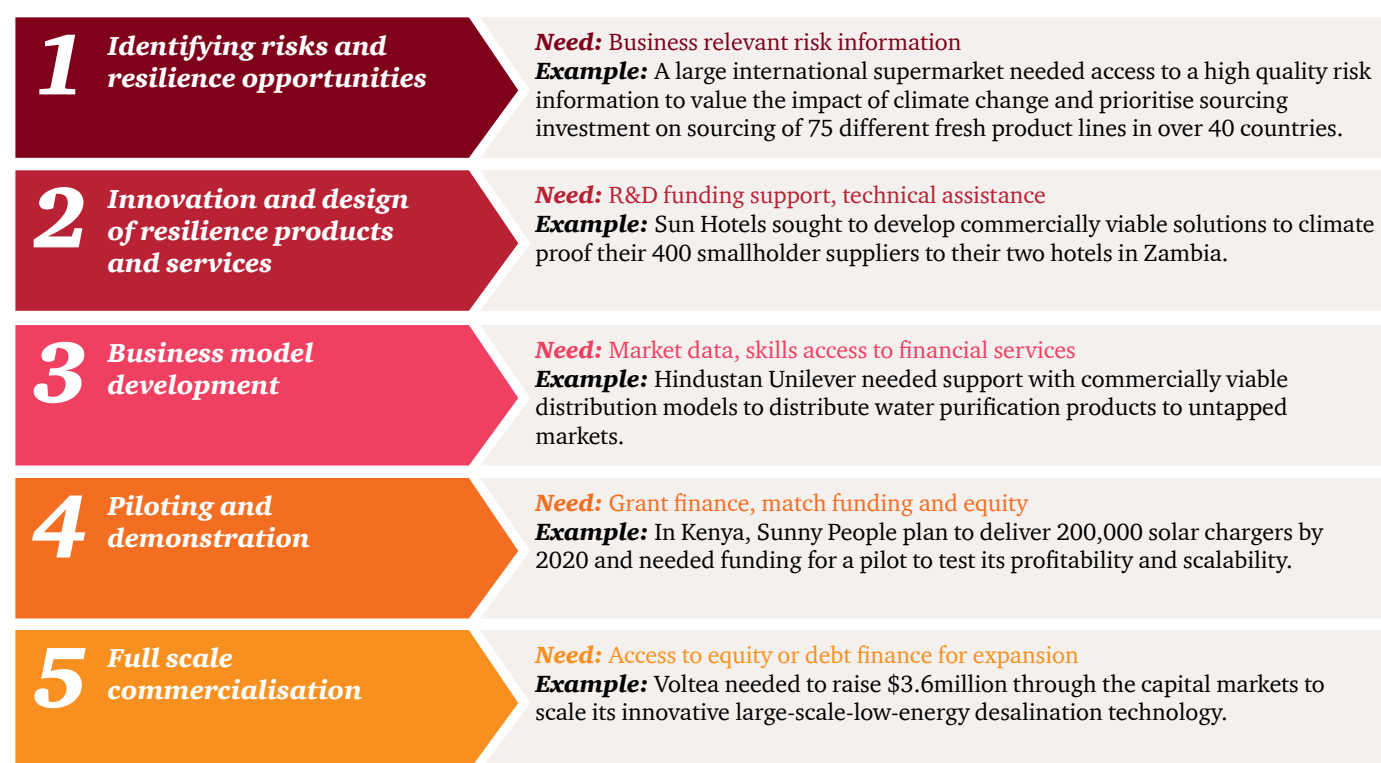 1
Identifying risks and
resilience opportunities
Need: Business relevant risk information
Example: A large international supermarket needed access to a high quality risk
information to value the impact of climate change and prioritise sourcing
investment on sourcing of 75 different fresh product lines in over 40 countries.
2
Innovation and design
of resilience products
and services
Need: R&D funding support, technical assistance
Example: Sun Hotels sought to develop commercially viable solutions to climate
proof their 400 smallholder suppliers to their two hotels in Zambia.
3
Business model
development
Need: Market data, skills access to financial services
Example: Hindustan Unilever needed support with commercially viable
distribution models to distribute water purification products to untapped
markets.
4
Piloting and
demonstration
Need: Grant finance, match funding and equity
Example: In Kenya, Sunny People plan to deliver 200,000 solar chargers by
2020 and needed funding for a pilot to test its profitability and scalability.
5
Full scale
commercialisation
Need: Access to equity or debt finance for expansion
Example: Voltea needed to raise $3.6million through the capital markets to
scale its innovative large-scale-low-energy desalination technology.